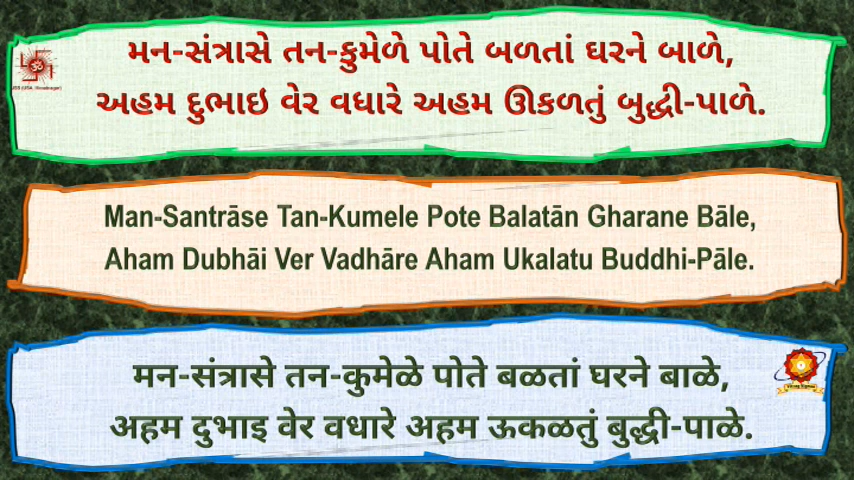 મન-સંત્રાસે તન-કુમેળે પોતે બળતાં ઘરને બાળે,
અહમ દુભાઇ વેર વધારે અહમ ઊકળતું બુદ્ધી-પાળે.
Man-Santrāse Tan-Kumele Pote Balatān Gharane Bāle,
Aham Dubhāi Ver Vadhāre Aham Ukalatu Buddhi-Pāle.
मन-संत्रासे तन-कुमेळे पोते बळतां घरने बाळे,
अहम दुभाइ वेर वधारे अहम ऊकळतुं बुद्धी-पाळे.